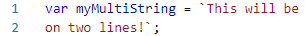 1 var myMultiString = `This will be
2 on two lines!`;